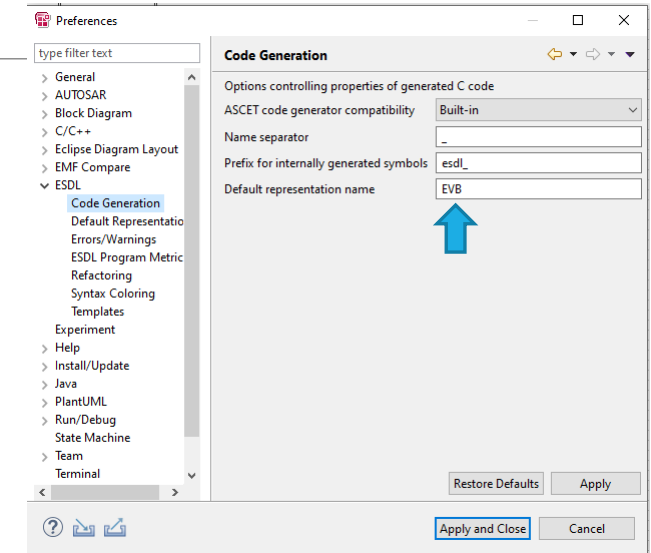 Preferences
type filter text
General
AUTOSAR
Block Diagram
C/C++
Eclipse Diagram Layout
EMF Compare
ESDL
Code Generation
Default Representatio
Errors/Warnings
ESDL Program Metric
Refactoring
Syntax Coloring
Templates
Experiment
Help
Install/Update
Java
PlantUML
Run/Debug
State Machine
Team
Terminal
Code Generation
Options controlling properties of generated C code
ASCET code generator compatibility Built-in
Name separator _
Prefix for internally generated symbols esdl_
Default representation name EVB
Restore Defaults Apply
Apply and Close Cancel